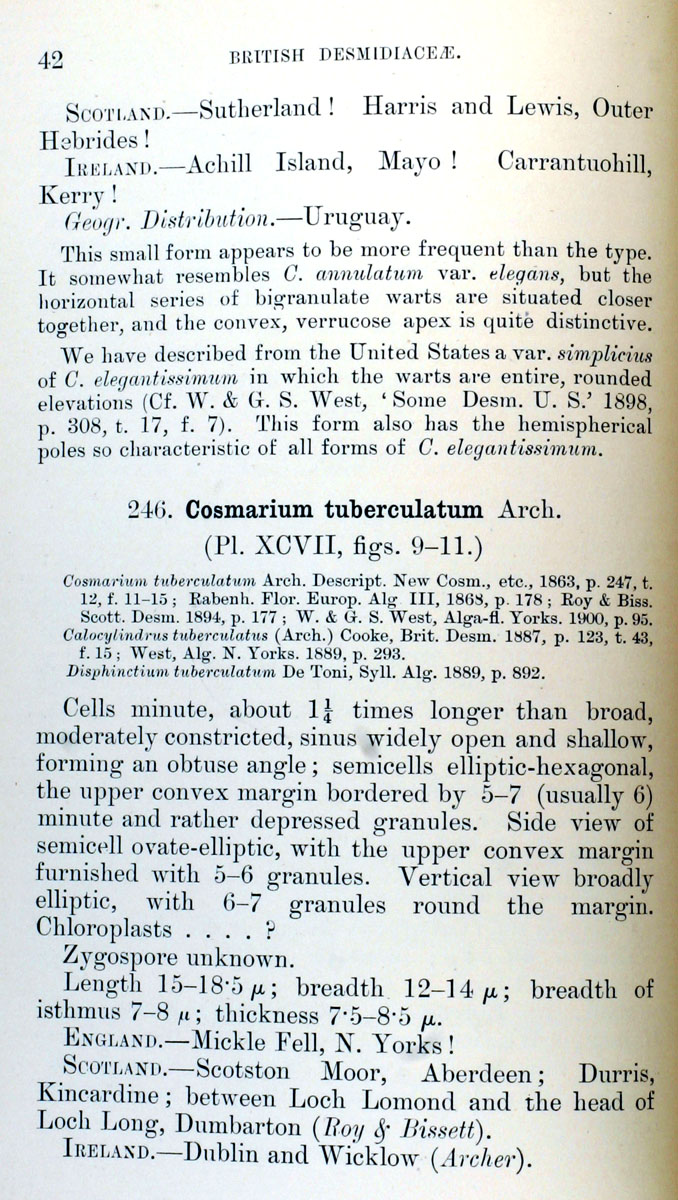 42
BRITISH DESMIDIACEÆ.
SCOTLAND.—Sutherland! Harris and Lewis, Outer
Hebrides!
IRELAND.—Achill Island, Mayo! Carrantuohill,
Kerry!
Geogr. Distribution.—Uruguay.
This small form appears to be more frequent than the type.
It somewhat resembles C. annulatum var. elegans, but the
horizontal series of bigranulate warts are situated closer
together, and the convex, verrucose apex is quite distinctive.
We have described from the United States a var. simplicius
of C. elegantissimum in which the warts are entire, rounded
elevations (Cf. W. & G. S. West, ‘Some Desm. U. S.’ 1898,
p. 308, t. 17, f. 7). This form also has the hemispherical
poles so characteristic of all forms of C. elegantissimum.
246. Cosmarium tuberculatum Arch.
(Pl. XCVII, figs. 9–11.)
Cosmarium tuberculatum Arch. Descript. New Cosm., etc., 1863, p. 247, t.
12, f. 11–15; Rabenh. Flor. Europ. Alg III, 1868, p. 178; Roy & Biss.
Scott. Desm. 1894, p. 177; W. & G. S. West, Alga-fl. Yorks. 1900, p. 95.
Calocylindrus tuberculatus (Arch.) Cooke, Brit. Desm. 1887, p. 123, t. 43,
f. 15; West, Alg. N. Yorks. 1889, p. 293.
Disphinctium tuberculatum De Toni, Syll. Alg. 1889, p. 892.
Cells minute, about 1¼ times longer than broad,
moderately constricted, sinus widely open and shallow,
forming an obtuse angle; semicells elliptic-hexagonal,
the upper convex margin bordered by 5–7 (usually 6)
minute and rather depressed granules. Side view of
semicell ovate-elliptic, with the upper convex margin
furnished with 5–6 granules. Vertical view broadly
elliptic, with 6–7 granules round the margin.
Chloroplasts . . . . ?
Zygospore unknown.
Length 15–18·5 μ; breadth 12–14 μ; breadth of
isthmus 7–8 μ; thickness 7·5–8·5 μ.
ENGLAND.—Mickle Fell, N. Yorks!
SCOTLAND.—Scotston Moor, Aberdeen; Durris,
Kincardine; between Loch Lomond and the head of
Loch Long, Dumbarton (Roy & Bissett).
IRELAND.—Dublin and Wicklow (Archer).